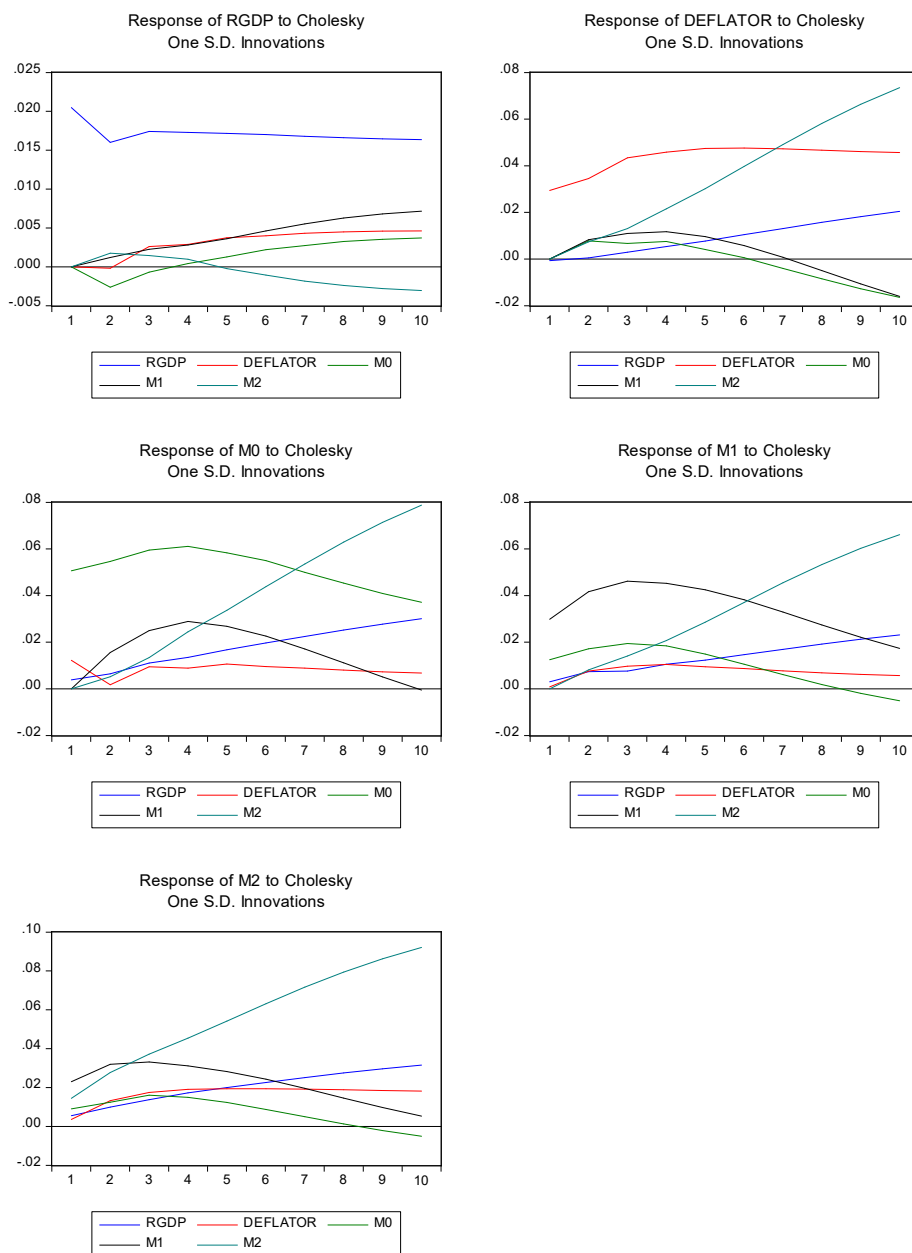 Response of RGDP to Cholesky
One S.D. Innovations
.025
.020
.015
.010
.005
.000
-.005
1 2 3 4 5 6 7 8 9 10
RGDP DEFLATOR M0
M1 M2
Response of DEFLATOR to Cholesky
One S.D. Innovations
.08
.06
.04
.02
.00
-.02
1 2 3 4 5 6 7 8 9 10
RGDP DEFLATOR M0
M1 M2
Response of M0 to Cholesky
One S.D. Innovations
.08
.06
.04
.02
.00
-.02
1 2 3 4 5 6 7 8 9 10
RGDP DEFLATOR M0
M1 M2
Response of M1 to Cholesky
One S.D. Innovations
.08
.06
.04
.02
.00
-.02
1 2 3 4 5 6 7 8 9 10
RGDP DEFLATOR M0
M1 M2
Response of M2 to Cholesky
One S.D. Innovations
.10
.08
.06
.04
.02
.00
-.02
1 2 3 4 5 6 7 8 9 10
RGDP DEFLATOR M0
M1 M2